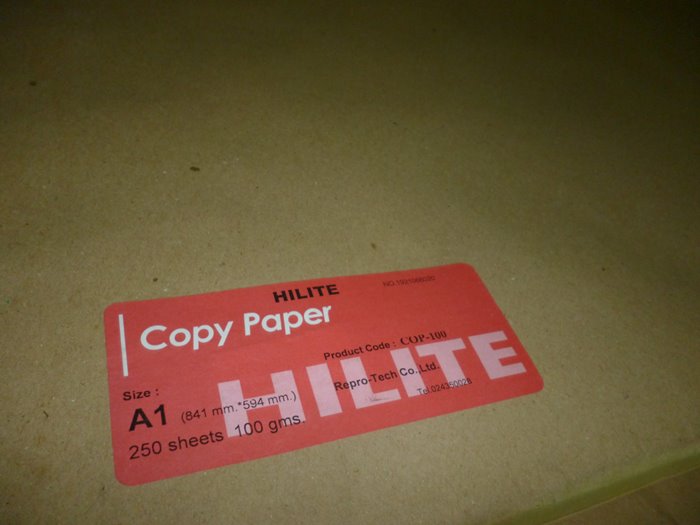 HILITE
Copy Paper
Product Code : COP-100
Repro-Tech Co.,Ltd.
Size :
A1 (841 mm.*594 mm.)
250 sheets 100 gms.
HILITE